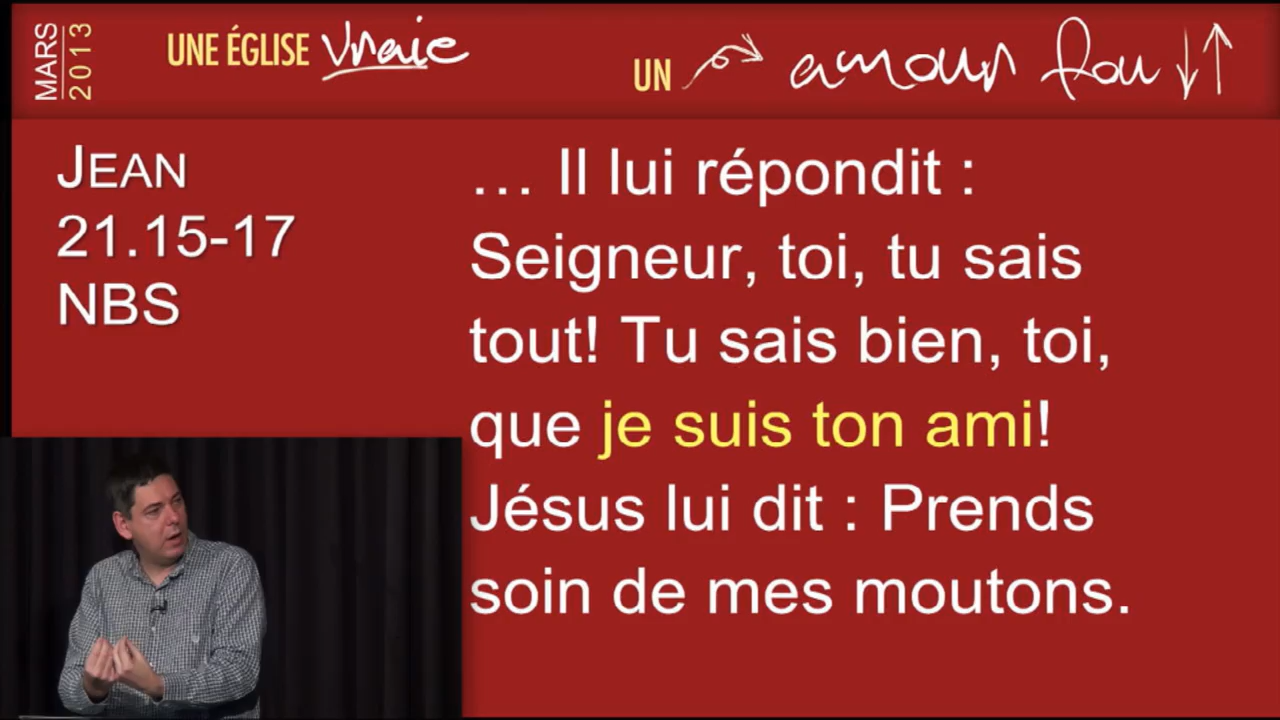 MARS
2013
UNE ÉGLISE vraie
UN amour fou
JEAN
21.15-17
NBS
… Il lui répondit :
Seigneur, toi, tu sais
tout! Tu sais bien, toi,
que je suis ton ami!
Jésus lui dit : Prends
soin de mes moutons.